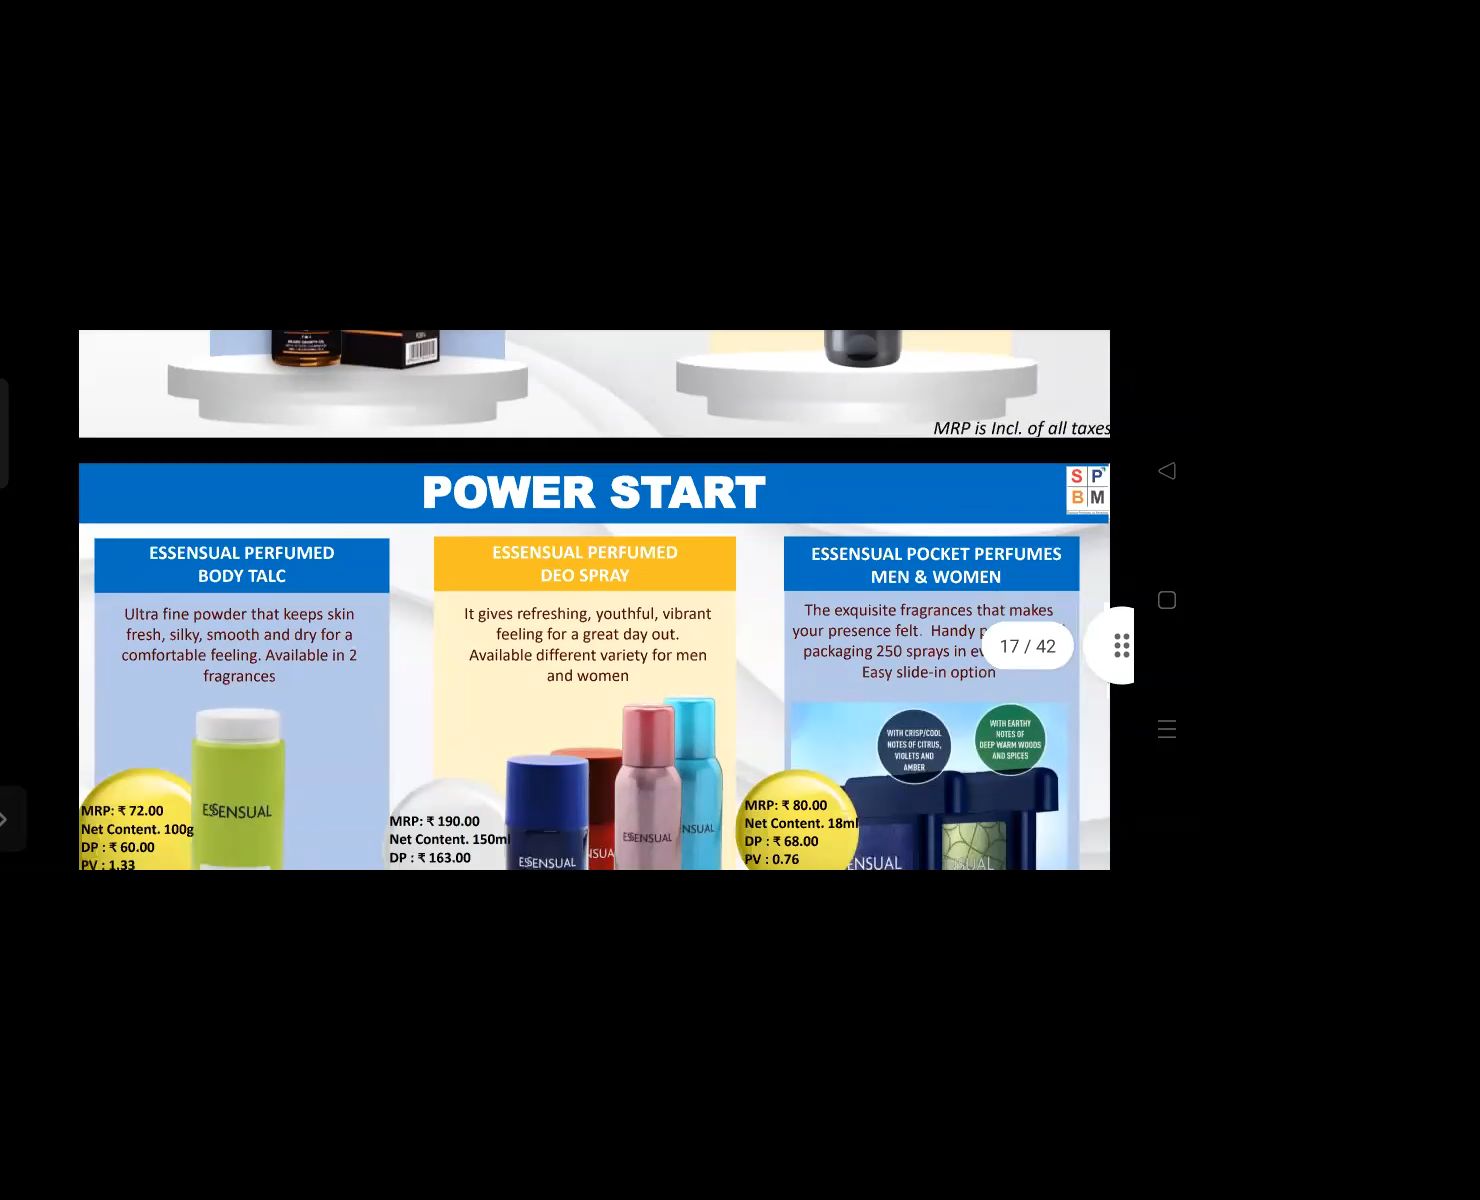 MRP is Incl. of all taxes
POWER START
S P
B M
ESSENSUAL PERFUMED
BODY TALC
Ultra fine powder that keeps skin
fresh, silky, smooth and dry for a
comfortable feeling. Available in 2
fragrances
ESSENSUAL
MRP: ₹ 72.00
Net Content. 100g
DP : ₹ 60.00
PV : 1.33
ESSENSUAL PERFUMED
DEO SPRAY
It gives refreshing, youthful, vibrant
feeling for a great day out.
Available different variety for men
and women
MRP: ₹ 190.00
Net Content. 150ml
DP : ₹ 163.00
ESSENSUAL
NSUA
ESSENSUAL
NSUAL
ESSENSUAL POCKET PERFUMES
MEN & WOMEN
The exquisite fragrances that makes
your presence felt. Handy
packaging 250 sprays in
Easy slide-in option
17 / 42
WITH CRISP/COOL
NOTES OF CITRUS,
VIOLETS AND
AMBER
WITH EARTHY
NOTES OF
DEEP WARM WOODS
AND SPICES
MRP: ₹ 80.00
Net Content. 18ml
DP : ₹ 68.00
PV : 0.76
ENSUAL
SUAL